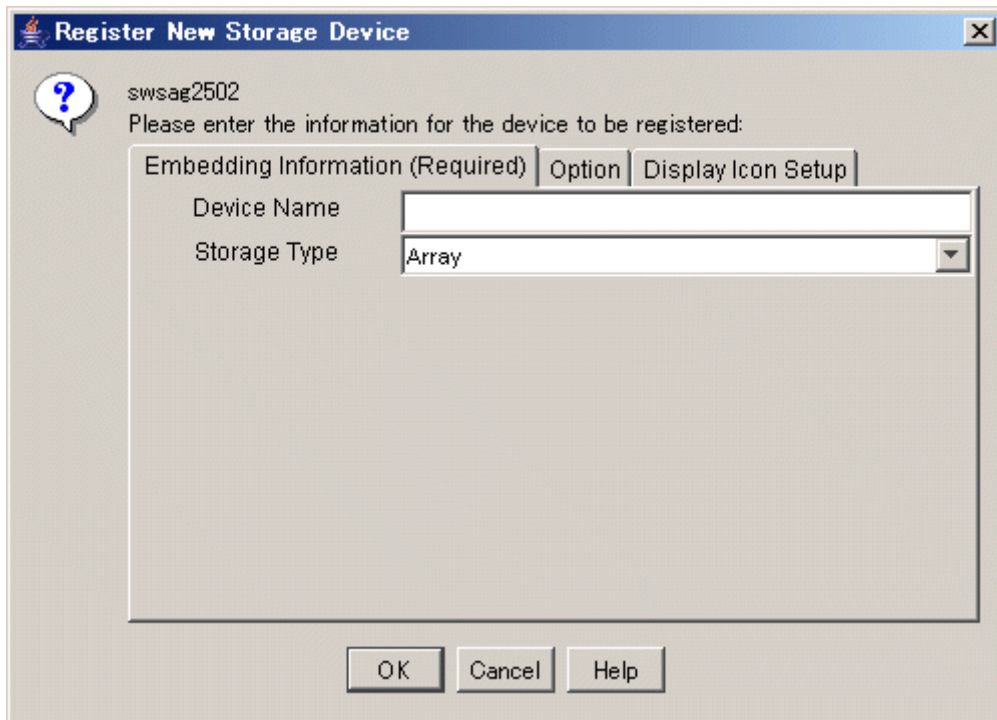 Register New Storage Device
swsag2502
Please enter the information for the device to be registered:
Embedding Information (Required) Option Display Icon Setup
Device Name
Storage Type Array
OK Cancel Help